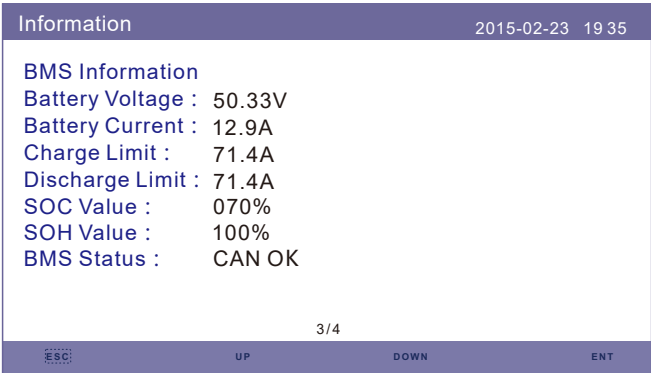 Information 2015-02-23 19 35
BMS Information
Battery Voltage : 50.33V
Battery Current : 12.9A
Charge Limit : 71.4A
Discharge Limit : 71.4A
SOC Value : 070%
SOH Value : 100%
BMS Status : CAN OK
3/4
ESC UP DOWN ENT